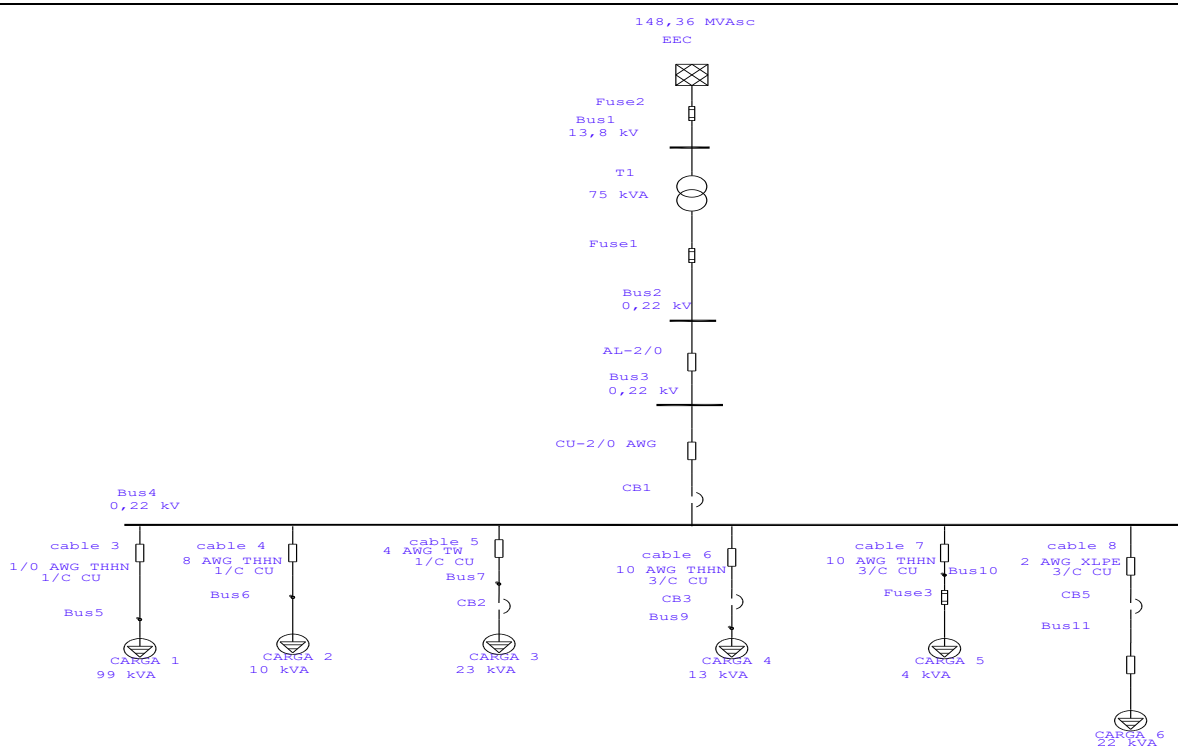 148,36 MVAsc
EEC
Fuse2
Bus1
13,8 kV
T1
75 kVA
Fuse1
Bus2
0,22 kV
AL-2/0
Bus3
0,22 kV
CU-2/0 AWG
CB1
Bus4
0,22 kV
cable 3
1/0 AWG THHN
1/C CU
Bus5
CARGA 1
99 kVA
cable 4
8 AWG THHN
1/C CU
Bus6
CARGA 2
10 kVA
cable 5
4 AWG TW
1/C CU
Bus7
CB2
CARGA 3
23 kVA
cable 6
10 AWG THHN
3/C CU
CB3
Bus9
CARGA 4
13 kVA
cable 7
10 AWG THHN
3/C CU
Bus10
Fuse3
CARGA 5
4 kVA
cable 8
2 AWG XLPE
3/C CU
CB5
Bus11
CARGA 6
22 kVA